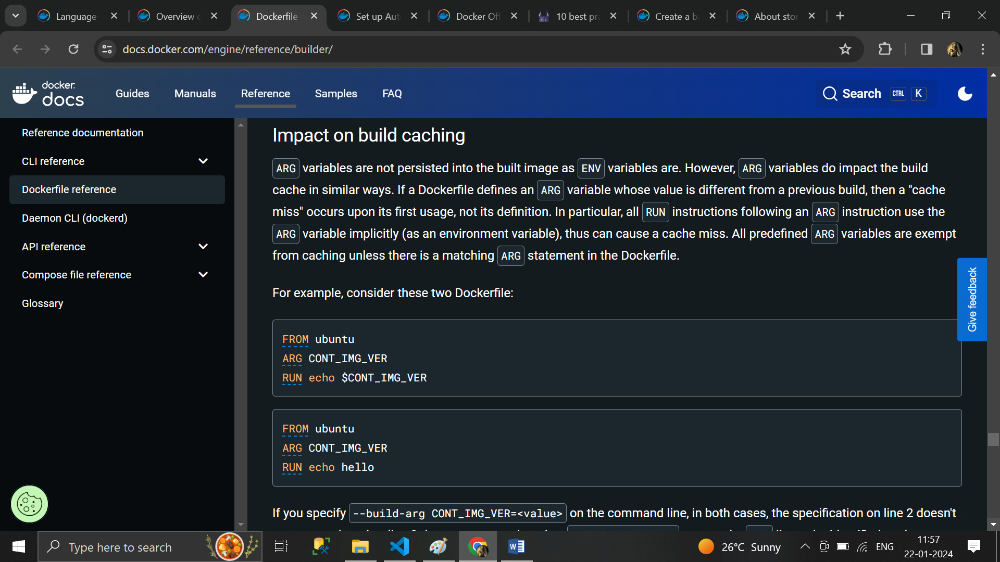 Language-
Overview c
Dockerfile
Set up Aut
Docker Off
10 best pra
Create a ba
About stor
docs.docker.com/engine/reference/builder/
docker
docs
Guides
Manuals
Reference
Samples
FAQ
Search CTRL K
Reference documentation
CLI reference
Dockerfile reference
Daemon CLI (dockerd)
API reference
Compose file reference
Glossary
Impact on build caching
ARG variables are not persisted into the built image as ENV variables are. However, ARG variables do impact the build
cache in similar ways. If a Dockerfile defines an ARG variable whose value is different from a previous build, then a "cache
miss" occurs upon its first usage, not its definition. In particular, all RUN instructions following an ARG instruction use the
ARG variable implicitly (as an environment variable), thus can cause a cache miss. All predefined ARG variables are exempt
from caching unless there is a matching ARG statement in the Dockerfile.
For example, consider these two Dockerfile:
FROM ubuntu
ARG CONT_IMG_VER
RUN echo $CONT_IMG_VER
FROM ubuntu
ARG CONT_IMG_VER
RUN echo hello
If you specify --build-arg CONT_IMG_VER=<value> on the command line, in both cases, the specification on line 2 doesn't
Give feedback
Type here to search
26°C Sunny
ENG
11:57
22-01-2024